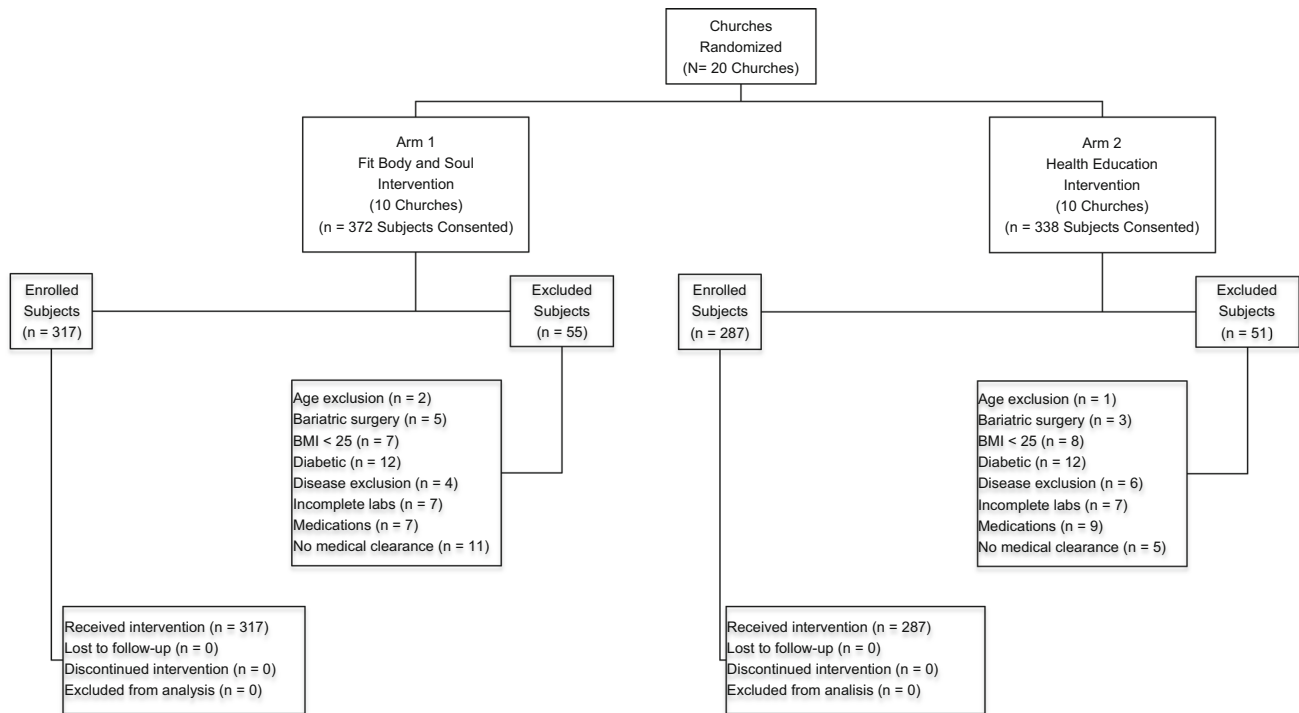 Churches
Randomized
(N= 20 Churches)
Arm 1
Fit Body and Soul
Intervention
(10 Churches)
(n = 372 Subjects Consented)
Arm 2
Health Education
Intervention
(10 Churches)
(n = 338 Subjects Consented)
Enrolled
Subjects
(n = 317)
Excluded
Subjects
(n = 55)
Enrolled
Subjects
(n = 287)
Excluded
Subjects
(n = 51)
Age exclusion (n = 2)
Bariatric surgery (n = 5)
BMI < 25 (n = 7)
Diabetic (n = 12)
Disease exclusion (n = 4)
Incomplete labs (n = 7)
Medications (n = 7)
No medical clearance (n = 11)
Age exclusion (n = 1)
Bariatric surgery (n = 3)
BMI < 25 (n = 8)
Diabetic (n = 12)
Disease exclusion (n = 6)
Incomplete labs (n = 7)
Medications (n = 9)
No medical clearance (n = 5)
Received intervention (n = 317)
Lost to follow-up (n = 0)
Discontinued intervention (n = 0)
Excluded from analysis (n = 0)
Received intervention (n = 287)
Lost to follow-up (n = 0)
Discontinued intervention (n = 0)
Excluded from analisis (n = 0)